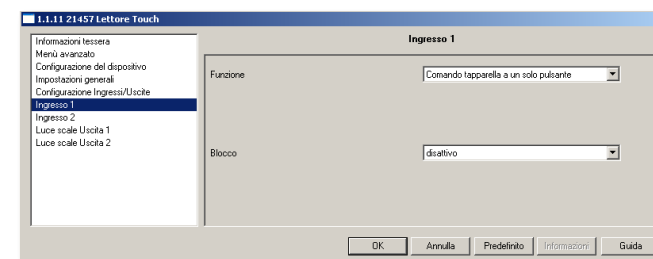 1.1.11 21457 Lettore Touch
Informazioni tessera
Menù avanzato
Configurazione del dispositivo
Impostazioni generali
Configurazione Ingressi/Uscite
Ingresso 1
Ingresso 2
Luce scale Uscita 1
Luce scale Uscita 2
Ingresso 1
Funzione
Comando tapparella a un solo pulsante
Blocco
disattivo
OK
Annulla
Predefinito
Informazioni
Guida